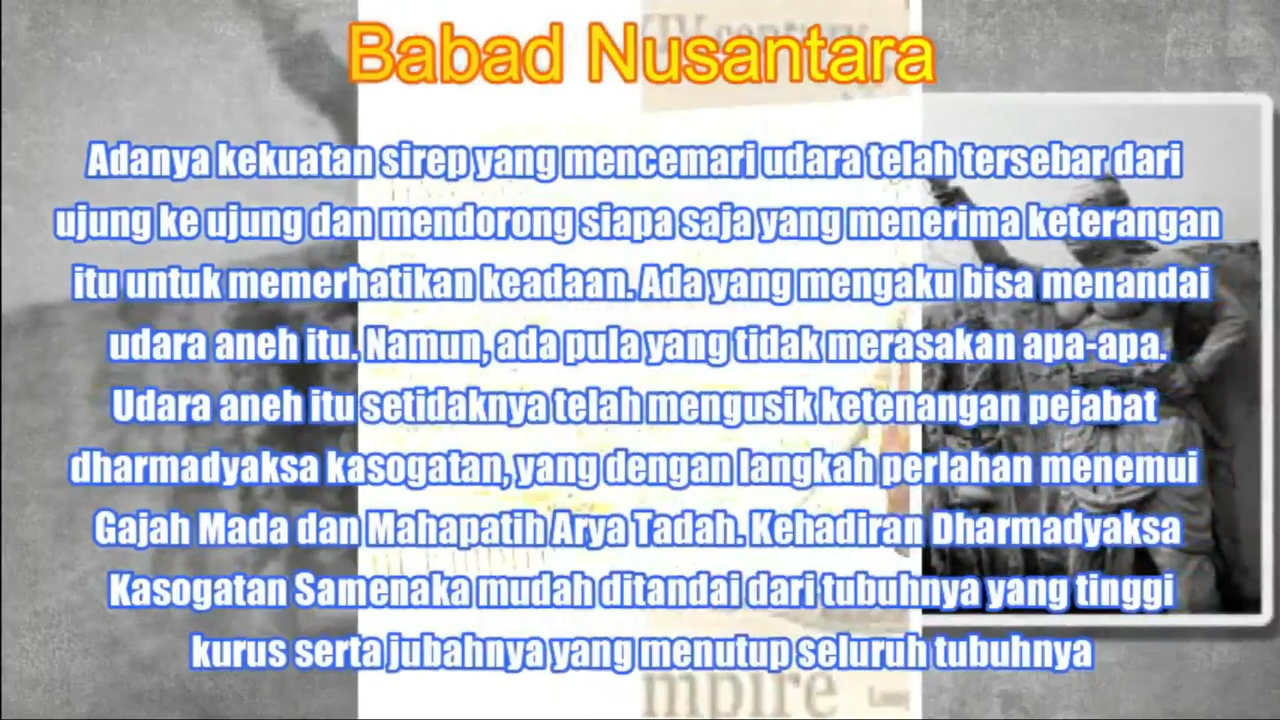 XIV century
Babad Nusantara
Adanya kekuatan sirep yang mencemari udara telah tersebar dari
ujung ke ujung dan mendorong siapa saja yang menerima keterangan
itu untuk memerhatikan keadaan. Ada yang mengaku bisa menandai
udara aneh itu. Namun, ada pula yang tidak merasakan apa-apa.
Udara aneh itu setidaknya telah mengusik ketenangan pejabat
dharmadyaksa kasogatan, yang dengan langkah perlahan menemui
Gajah Mada dan Mahapatih Arya Tadah. Kehadiran Dharmadyaksa
Kasogatan Samenaka mudah ditandai dari tubuhnya yang tinggi
kurus serta jubahnya yang menutup seluruh tubuhnya
mpire